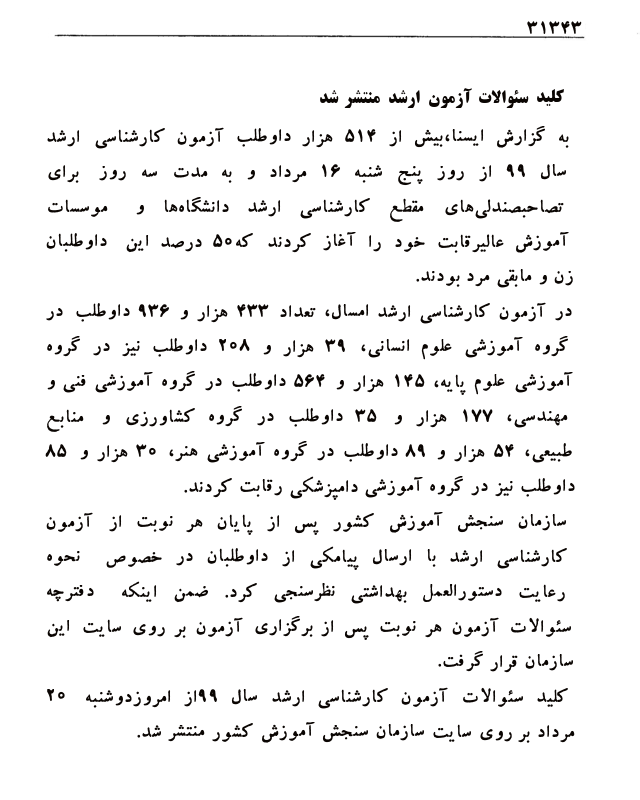 ۳۱۳۴۳
کلید سئوالات آزمون ارشد منتشر شد
به گزارش ایسنا،بیش از ۵۱۴ هزار داوطلب آزمون کارشناسی ارشد
سال ۹۹ از روز پنج شنبه ۱۶ مرداد و به مدت سه روز برای
تصاحبصندلی‌های مقطع کارشناسی ارشد دانشگاه‌ها و موسسات
آموزش عالیرقابت خود را آغاز کردند که۵۰ درصد این داوطلبان
زن و مابقی مرد بودند.
در آزمون کارشناسی ارشد امسال، تعداد ۴۳۳ هزار و ۹۳۶ داوطلب در
گروه آموزشی علوم انسانی، ۳۹ هزار و ۲۰۸ داوطلب نیز در گروه
آموزشی علوم پایه، ۱۴۵ هزار و ۵۶۴ داوطلب در گروه آموزشی فنی و
مهندسی، ۱۷۷ هزار و ۳۵ داوطلب در گروه کشاورزی و منابع
طبیعی، ۵۴ هزار و ۸۹ داوطلب در گروه آموزشی هنر، ۳۰ هزار و ۸۵
داوطلب نیز در گروه آموزشی دامپزشکی رقابت کردند.
سازمان سنجش آموزش کشور پس از پایان هر نوبت از آزمون
کارشناسی ارشد با ارسال پیامکی از داوطلبان در خصوص نحوه
رعایت دستورالعمل بهداشتی نظرسنجی کرد. ضمن اینکه دفترچه
سئوالات آزمون هر نوبت پس از برگزاری آزمون بر روی سایت این
سازمان قرار گرفت.
کلید سئوالات آزمون کارشناسی ارشد سال ۹۹از امروزدوشنبه ۲۰
مرداد بر روی سایت سازمان سنجش آموزش کشور منتشر شد.